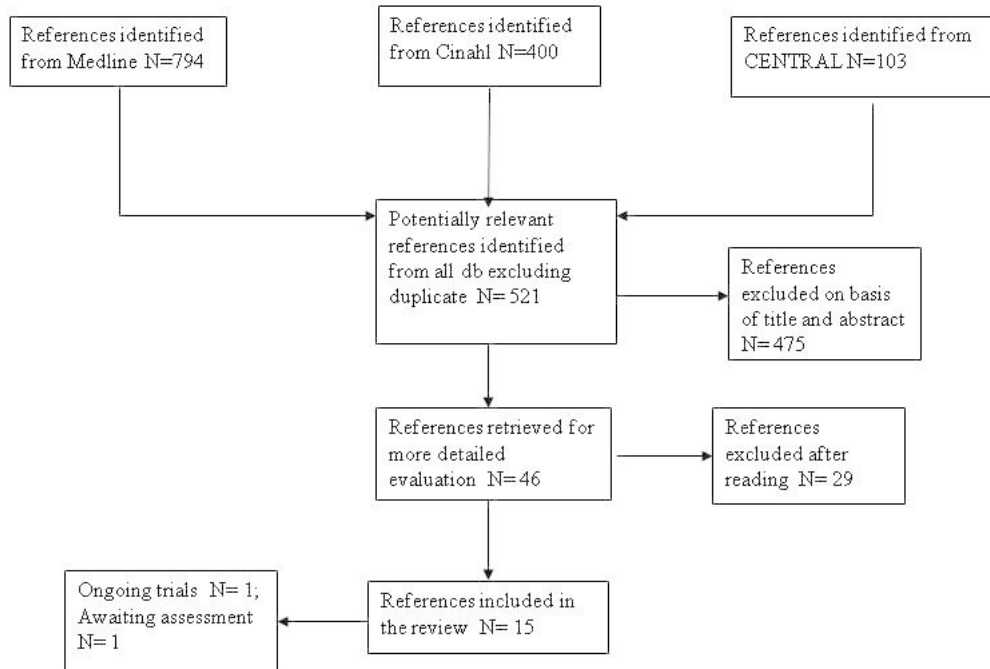 References identified
from Medline N=794
References identified
from Cinahl N=400
References identified from
CENTRAL N=103
Potentially relevant
references identified
from all db excluding
duplicate N= 521
References
excluded on basis
of title and abstract
N= 475
References retrieved for
more detailed
evaluation N= 46
References
excluded after
reading N= 29
Ongoing trials N= 1;
Awaiting assessment
N= 1
References included in
the review N= 15